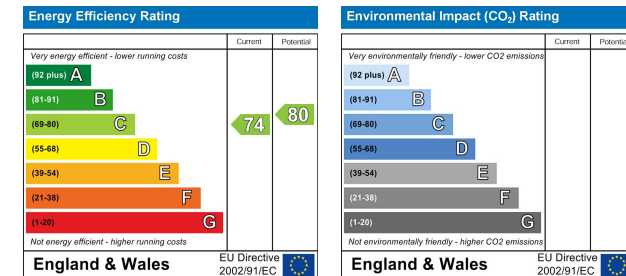 Energy Efficiency Rating
Current Potential
Very energy efficient - lower running costs
(92 plus) A
(81-91) B
(69-80) C
(55-68) D
(39-54) E
(21-38) F
(1-20) G
74
80
Not energy efficient - higher running costs
England & Wales
EU Directive
2002/91/EC
Environmental Impact (CO₂) Rating
Current Potential
Very environmentally friendly - lower CO2 emissions
(92 plus) A
(81-91) B
(69-80) C
(55-68) D
(39-54) E
(21-38) F
(1-20) G
Not environmentally friendly - higher CO2 emissions
England & Wales
EU Directive
2002/91/EC